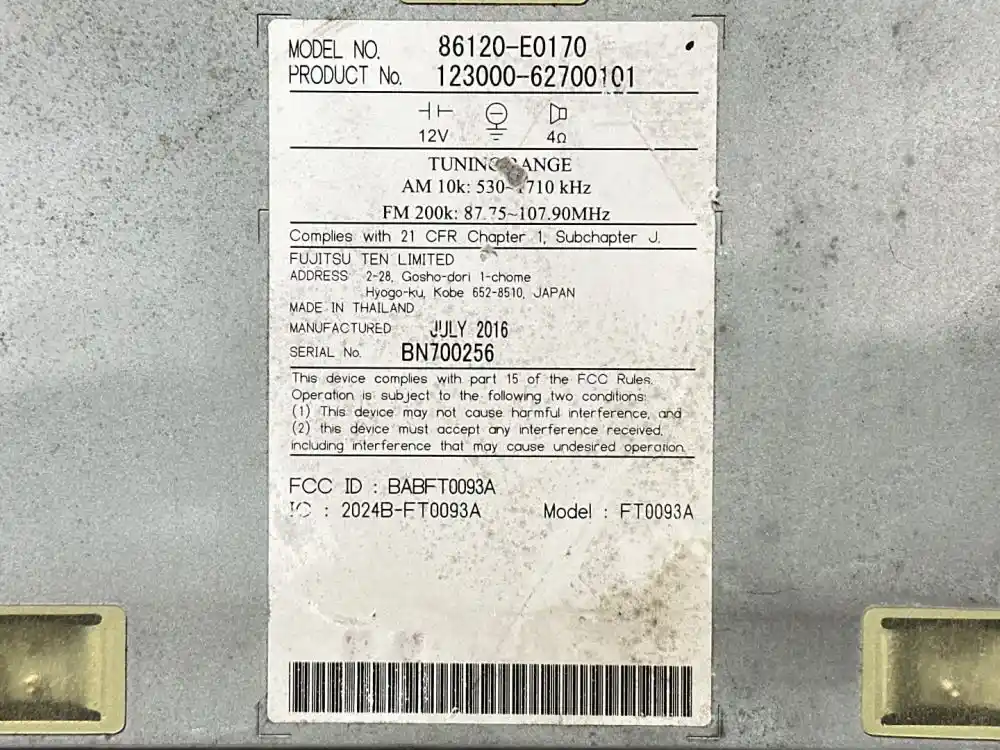 MODEL NO. 86120-E0170
PRODUCT No. 123000-62700101
12V 4Ω
TUNING RANGE
AM 10k: 530~1710 kHz
FM 200k: 87.75~107.90MHz
Complies with 21 CFR Chapter 1, Subchapter J.
FUJITSU TEN LIMITED
ADDRESS 2-28, Gosho-dori 1-chome
Hyogo-ku, Kobe 652-8510, JAPAN
MADE IN THAILAND
MANUFACTURED JULY 2016
SERIAL No. BN700256
This device complies with part 15 of the FCC Rules.
Operation is subject to the following two conditions:
(1) This device may not cause harmful interference, and
(2) this device must accept any interference received,
including interference that may cause undesired operation.
FCC ID : BABFT0093A
IC : 2024B-FT0093A Model : FT0093A